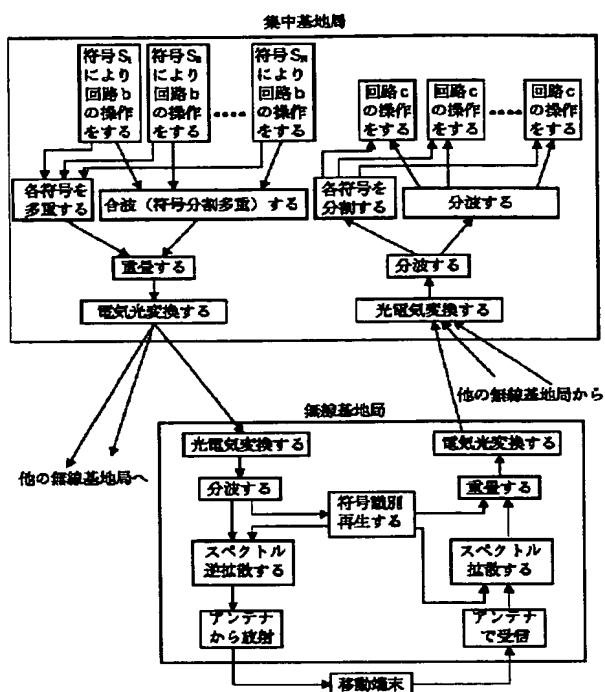 集中基地局
符号S₁
により
回路b
の操作
をする
符号S₂
により
回路b
の操作
をする
符号Sₙ
により
回路b
の操作
をする
回路c
の操作
をする
回路c
の操作
をする
回路c
の操作
をする
各符号を
多重する
合波(符号分割多重)する
各符号を
分割する
分波する
重畳する
分波する
電気光変換する
光電気変換する
他の無線基地局から
無線基地局
光電気変換する
電気光変換する
他の無線基地局へ
分波する
符号識別
再生する
重畳する
スペクトル
逆拡散する
スペクトル
拡散する
アンテナ
から放射
アンテナ
で受信
移動端末